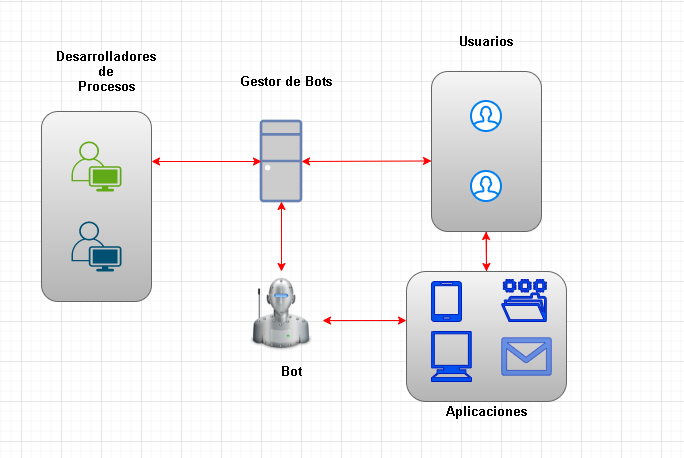 Usuarios
Desarrolladores
de
Procesos
Gestor de Bots
Bot
Aplicaciones